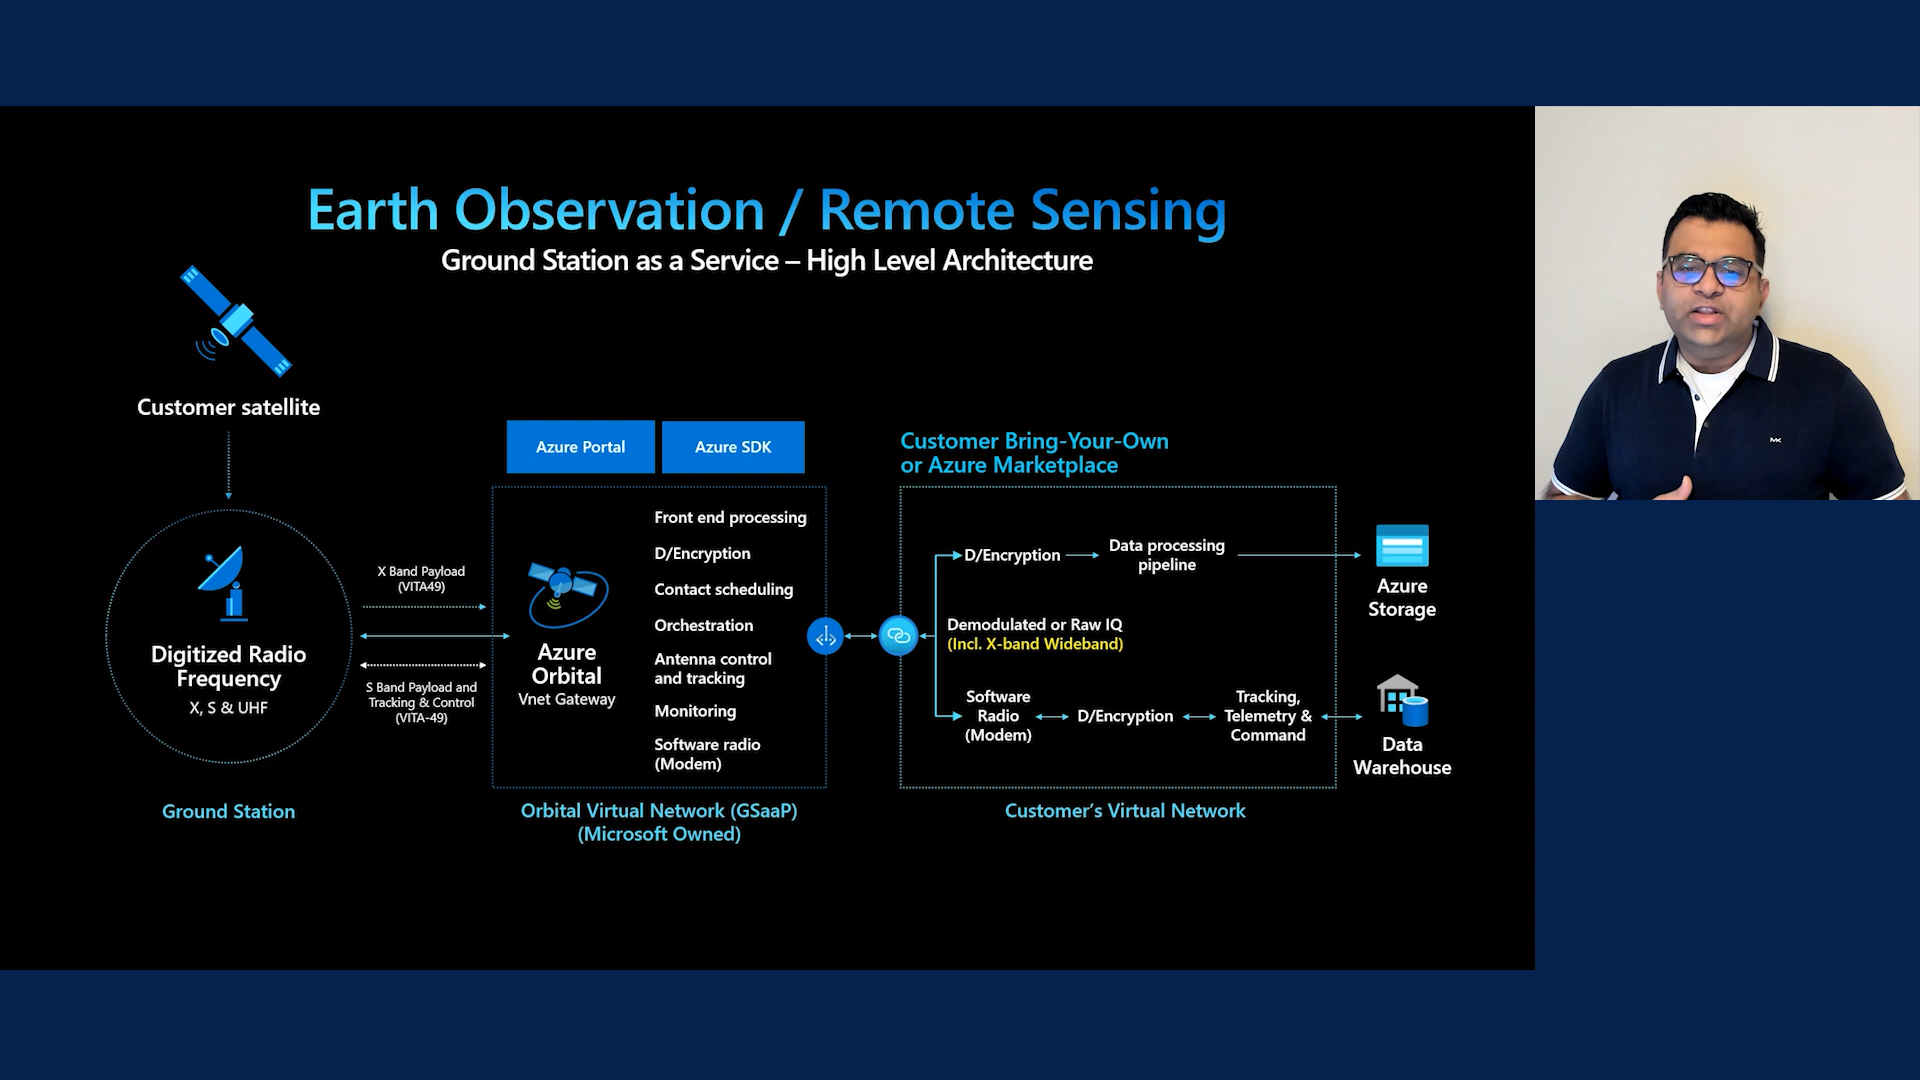 Earth Observation / Remote Sensing
Ground Station as a Service – High Level Architecture
Customer satellite
Digitized Radio
Frequency
X, S & UHF
Ground Station
X Band Payload
(VITA49)
S Band Payload and
Tracking & Control
(VITA-49)
Azure Portal
Azure SDK
Azure
Orbital
Vnet Gateway
Front end processing
D/Encryption
Contact scheduling
Orchestration
Antenna control
and tracking
Monitoring
Software radio
(Modem)
Orbital Virtual Network (GSaaP)
(Microsoft Owned)
Customer Bring-Your-Own
or Azure Marketplace
D/Encryption
Data processing
pipeline
Demodulated or Raw IQ
(Incl. X-band Wideband)
Software
Radio
(Modem)
D/Encryption
Tracking,
Telemetry &
Command
Customer’s Virtual Network
Azure
Storage
Data
Warehouse
MK